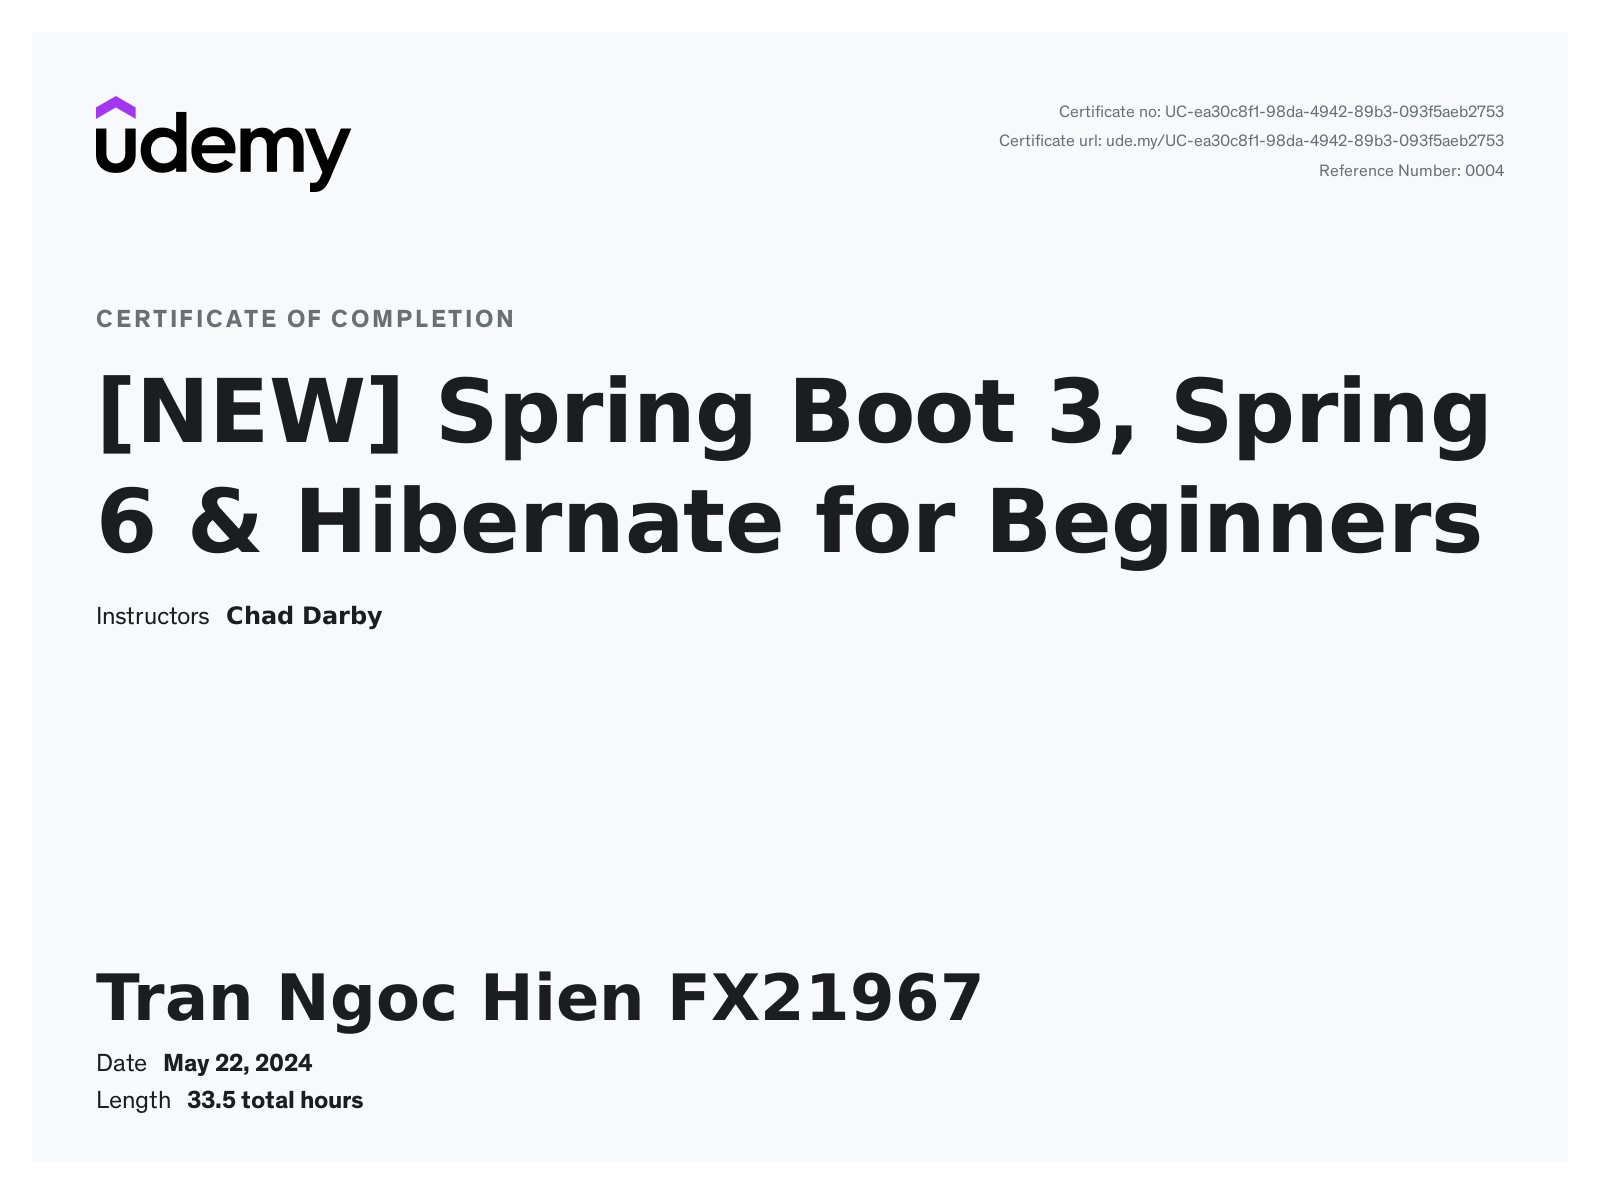 udemy
Certificate no: UC-ea30c8f1-98da-4942-89b3-093f5aeb2753
Certificate url: ude.my/UC-ea30c8f1-98da-4942-89b3-093f5aeb2753
Reference Number: 0004
CERTIFICATE OF COMPLETION
[NEW] Spring Boot 3, Spring
6 & Hibernate for Beginners
Instructors Chad Darby
Tran Ngoc Hien FX21967
Date May 22, 2024
Length 33.5 total hours